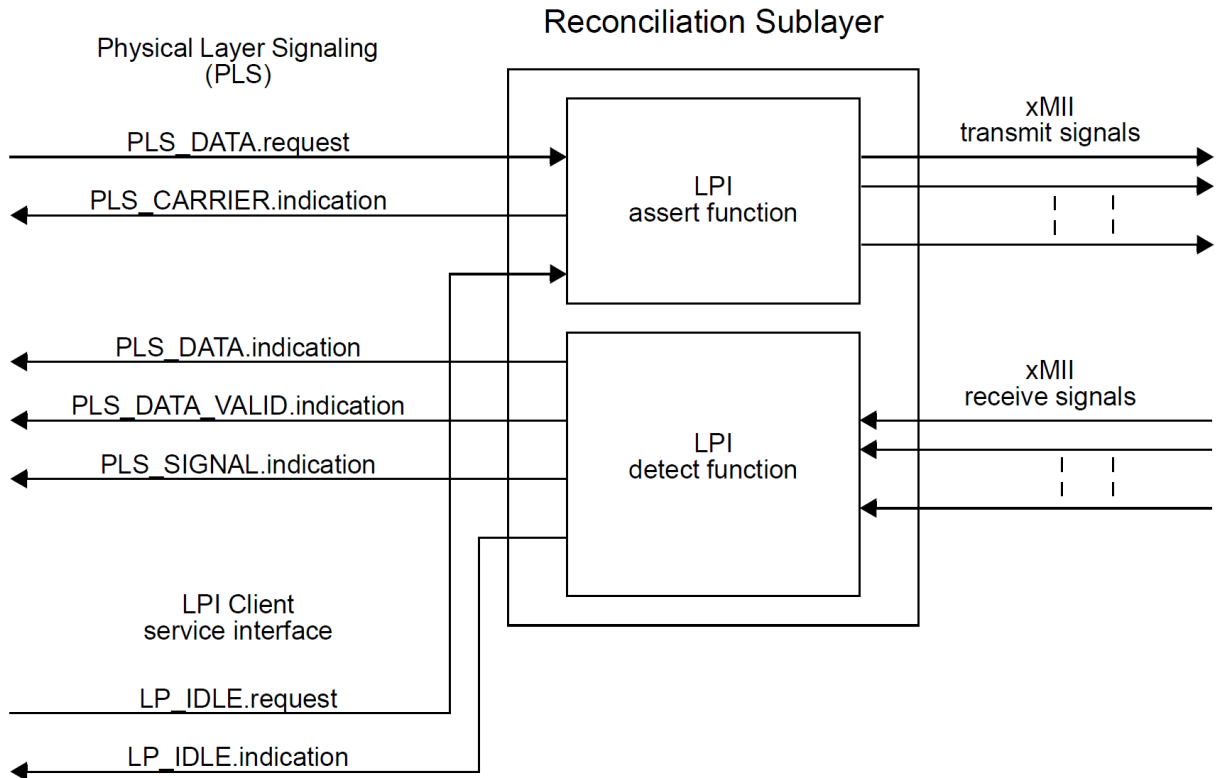 Reconciliation Sublayer
Physical Layer Signaling
(PLS)
PLS_DATA.request
PLS_CARRIER.indication
LPI
assert function
xMII
transmit signals
PLS_DATA.indication
PLS_DATA_VALID.indication
PLS_SIGNAL.indication
LPI
detect function
xMII
receive signals
LPI Client
service interface
LP_IDLE.request
LP_IDLE.indication